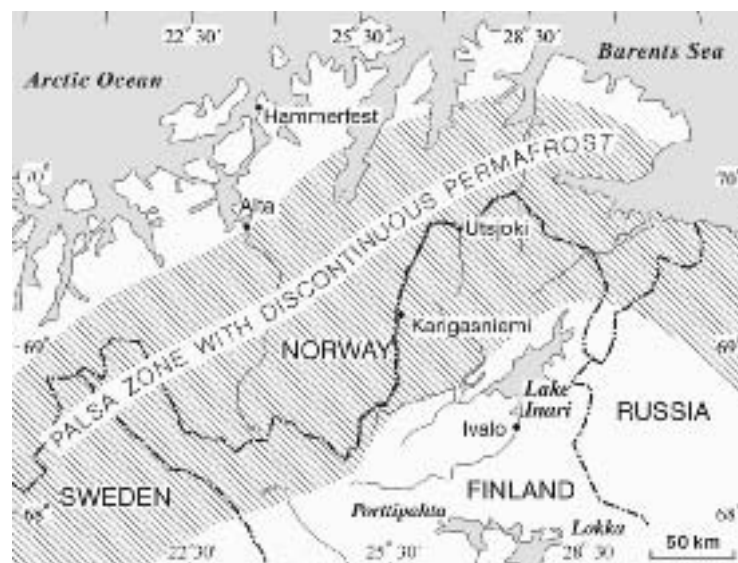 22° 30'
25° 30'
28° 30'
Barents Sea
Arctic Ocean
Hammerfest
70°
70°
Alta
PALSA ZONE WITH DISCONTINUOUS PERMAFROST
Utsjoki
Karigasniemi
69°
NORWAY
69°
Lake
Inari
RUSSIA
Ivalo
SWEDEN
FINLAND
68°
Porttipahta
Lokka
68°
22° 30'
25° 30'
28° 30'
50 km